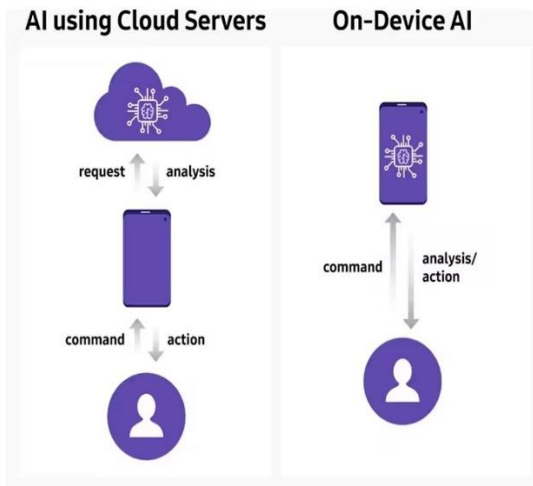 AI using Cloud Servers
On-Device AI
request
analysis
command
action
command
analysis/
action